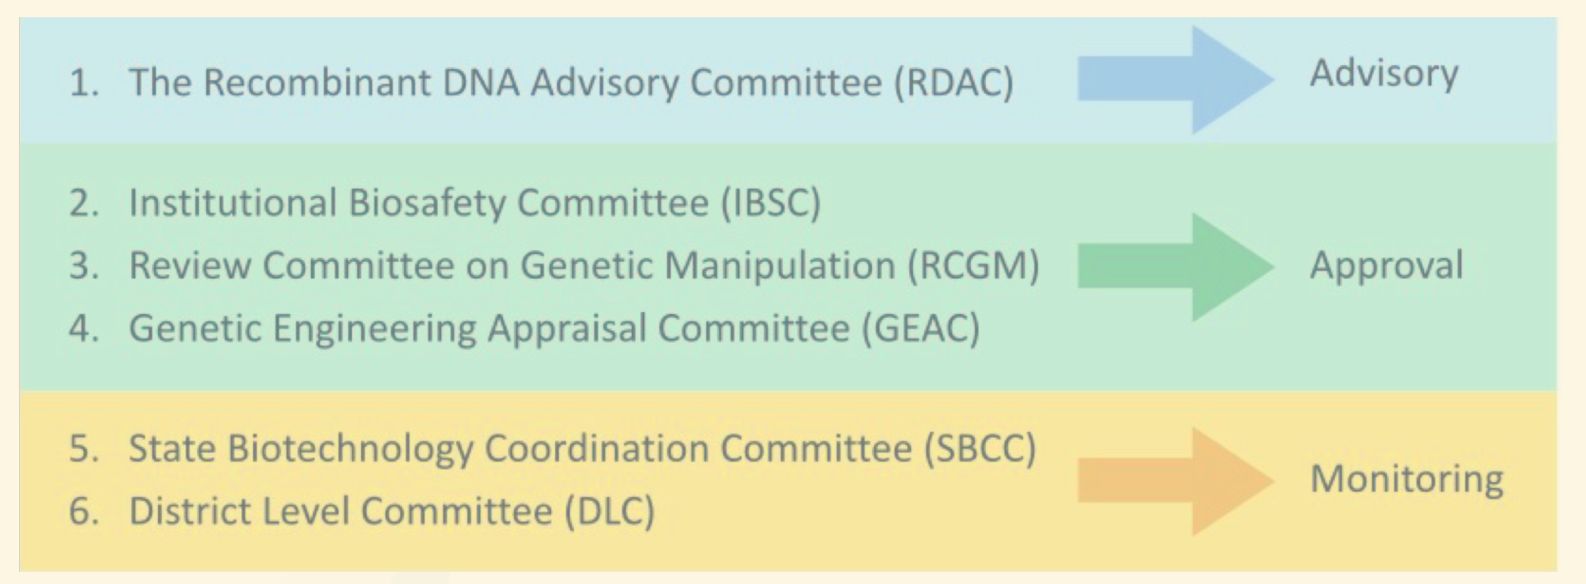 1. The Recombinant DNA Advisory Committee (RDAC)
Advisory
2. Institutional Biosafety Committee (IBSC)
3. Review Committee on Genetic Manipulation (RCGM)
Approval
4. Genetic Engineering Appraisal Committee (GEAC)
5. State Biotechnology Coordination Committee (SBCC)
Monitoring
6. District Level Committee (DLC)